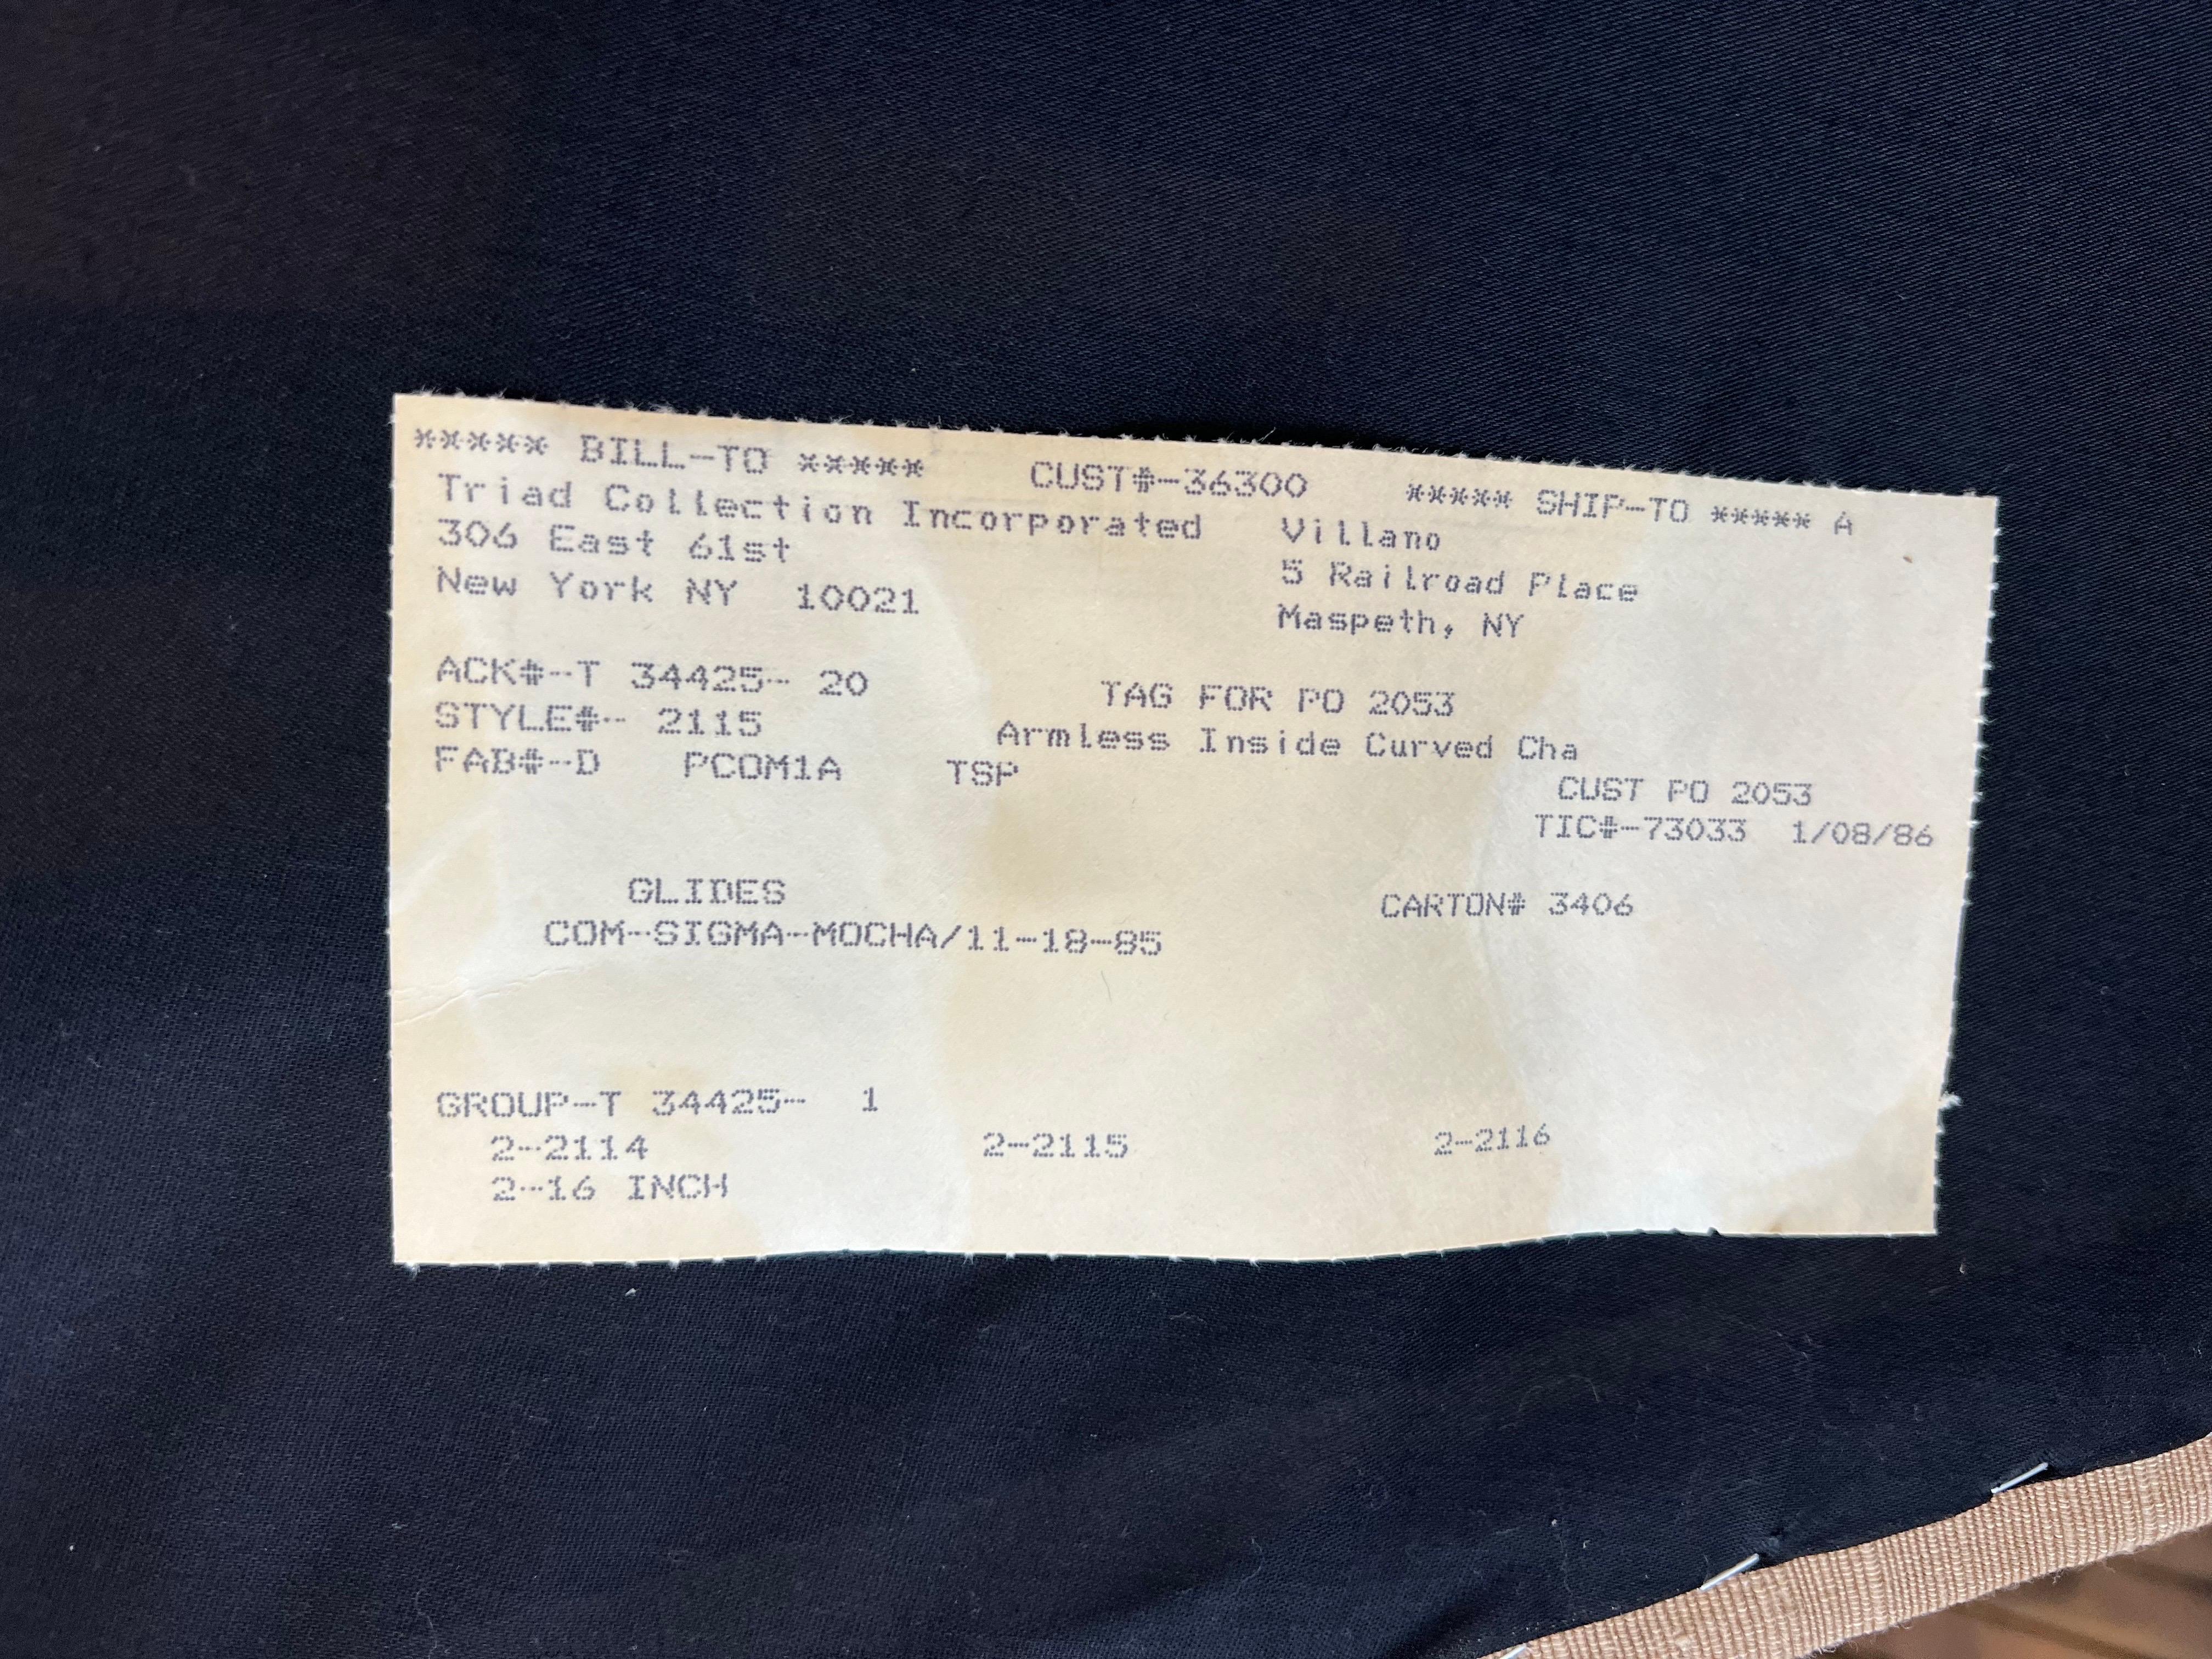 ***** BILL-TO ***** CUST#-36300 ***** SHIP-TO ***** A
Triad Collection Incorporated Villano
306 East 61st 5 Railroad Place
New York NY 10021 Maspeth, NY
ACK#-T 34425- 20 TAG FOR PO 2053
STYLE#- 2115 Armless Inside Curved Cha
FAB#-D PCOM1A TSP CUST PO 2053
TIC#-73033 1/08/86
GLIDES CARTON# 3406
COM-SIGMA-MOCHA/11-18-85
GROUP-T 34425- 1
2-2114 2-2115 2-2116
2-16 INCH